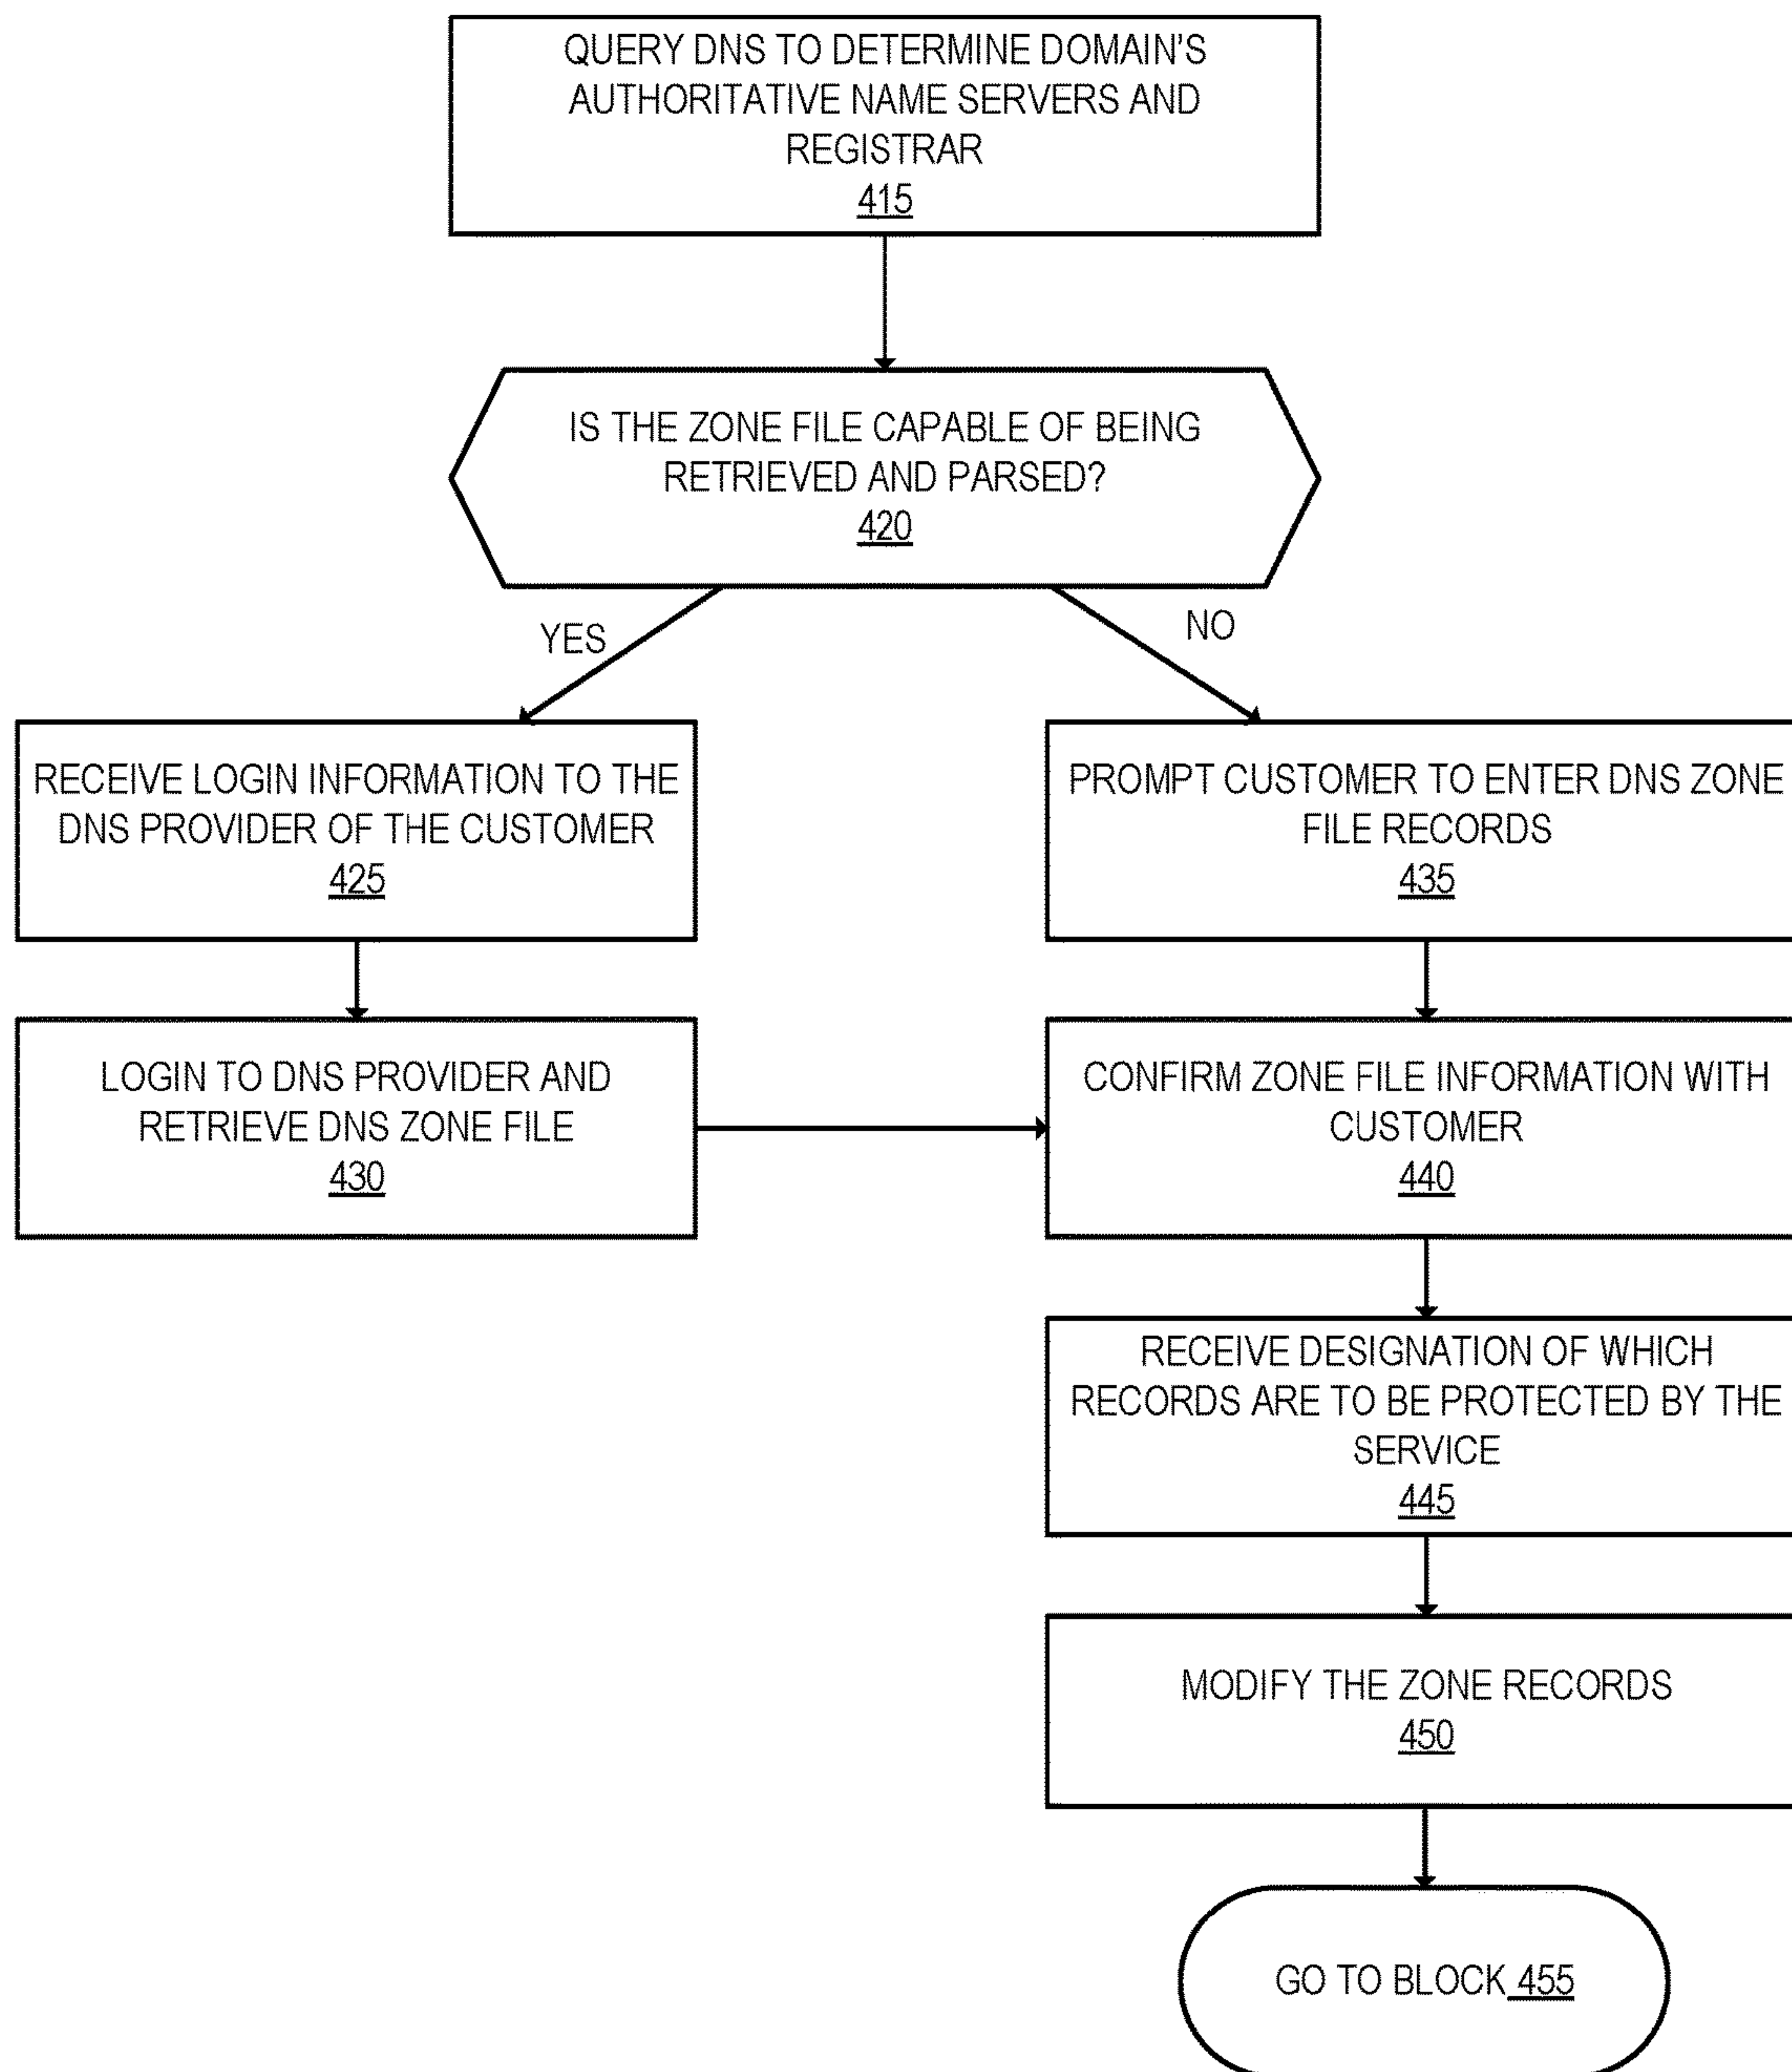 QUERY DNS TO DETERMINE DOMAIN'S
AUTHORITATIVE NAME SERVERS AND
REGISTRAR
415
IS THE ZONE FILE CAPABLE OF BEING
RETRIEVED AND PARSED?
420
YES
NO
RECEIVE LOGIN INFORMATION TO THE
DNS PROVIDER OF THE CUSTOMER
425
PROMPT CUSTOMER TO ENTER DNS ZONE
FILE RECORDS
435
LOGIN TO DNS PROVIDER AND
RETRIEVE DNS ZONE FILE
430
CONFIRM ZONE FILE INFORMATION WITH
CUSTOMER
440
RECEIVE DESIGNATION OF WHICH
RECORDS ARE TO BE PROTECTED BY THE
SERVICE
445
MODIFY THE ZONE RECORDS
450
GO TO BLOCK 455